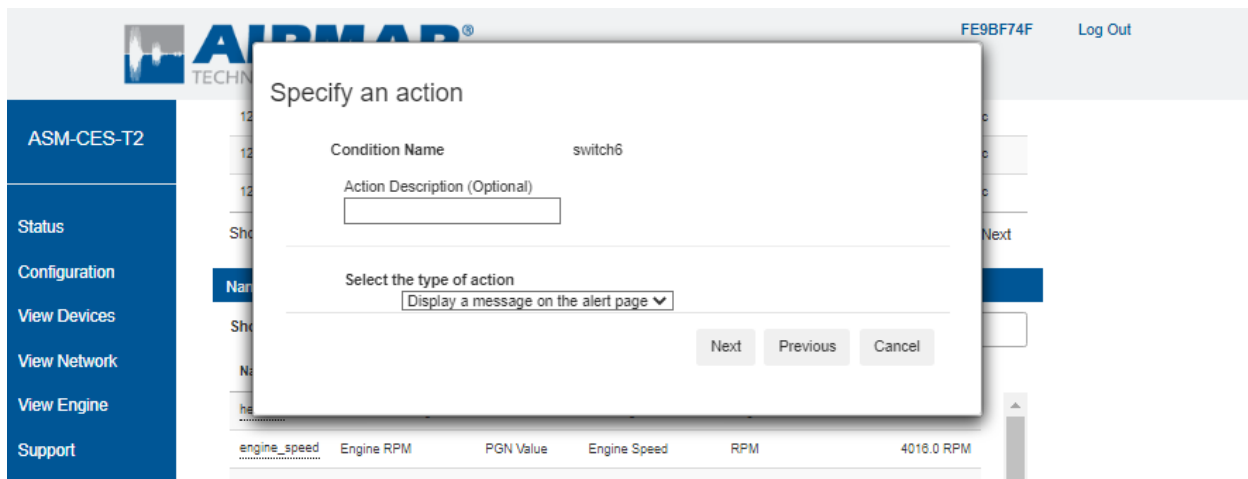 AIRMAR®
FE9BF74F
Log Out
Specify an action
ASM-CES-T2
Condition Name
switch6
Action Description (Optional)
Status
Next
Configuration
Select the type of action
Display a message on the alert page
View Devices
Next
Previous
Cancel
View Network
View Engine
Support
engine_speed
Engine RPM
PGN Value
Engine Speed
RPM
4016.0 RPM